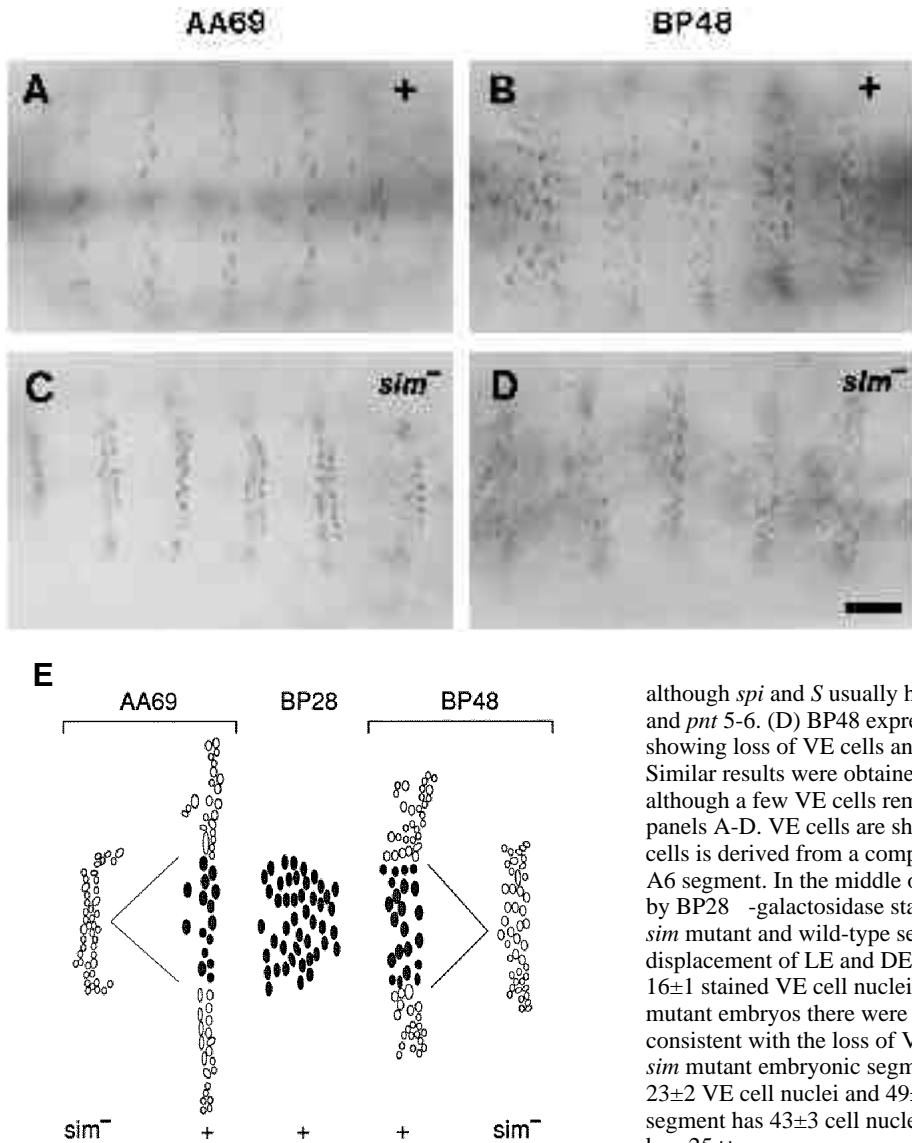 AA69
BP48
A
+
B
+
C
sim⁻
D
sim⁻
E
AA69
BP28
BP48
sim⁻
+
+
+
sim⁻
although spi and S usually h
and pnt 5-6. (D) BP48 expre
showing loss of VE cells an
Similar results were obtaine
although a few VE cells rem
panels A-D. VE cells are sh
cells is derived from a comp
A6 segment. In the middle o
by BP28 -galactosidase sta
sim mutant and wild-type se
displacement of LE and DE
16±1 stained VE cell nuclei
mutant embryos there were
consistent with the loss of V
sim mutant embryonic segm
23±2 VE cell nuclei and 49±
segment has 43±3 cell nucle